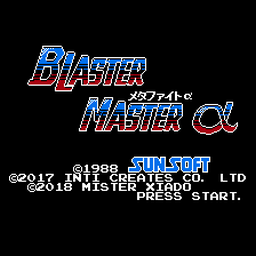 BLASTER
メタファイトα
MASTER α
©1988 SUNSOFT
©2017 INTI CREATES CO. LTD
©2018 MISTER XIADO
PRESS START.